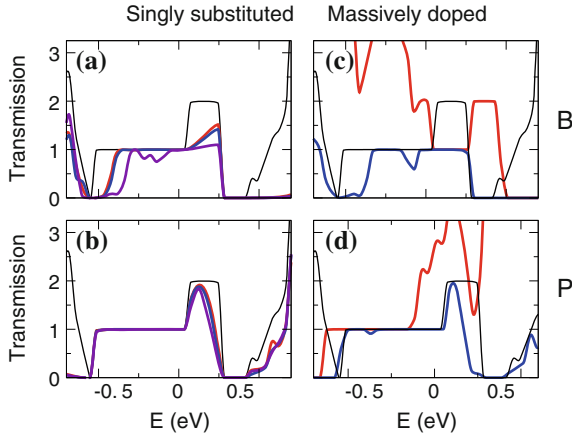 Singly substituted Massively doped
3 (a) (c)
Transmission
2
B
1
0
3 (b) (d)
Transmission
P
2
1
0
-0.5 0 0.5 -0.5 0 0.5
E (eV) E (eV)